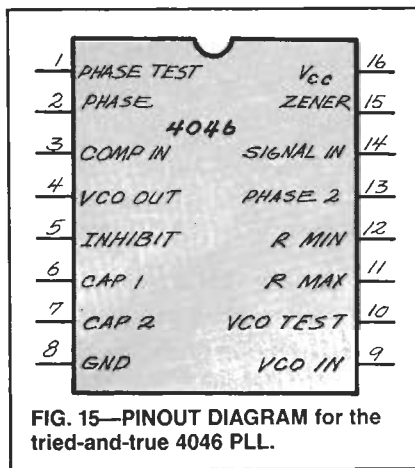 1 PHASE TEST VCC 16
2 PHASE ZENER 15
4046
3 COMP IN SIGNAL IN 14
4 VCO OUT PHASE 2 13
5 INHIBIT R MIN 12
6 CAP 1 R MAX 11
7 CAP 2 VCO TEST 10
8 GND VCO IN 9
FIG. 15—PINOUT DIAGRAM for the
tried-and-true 4046 PLL.